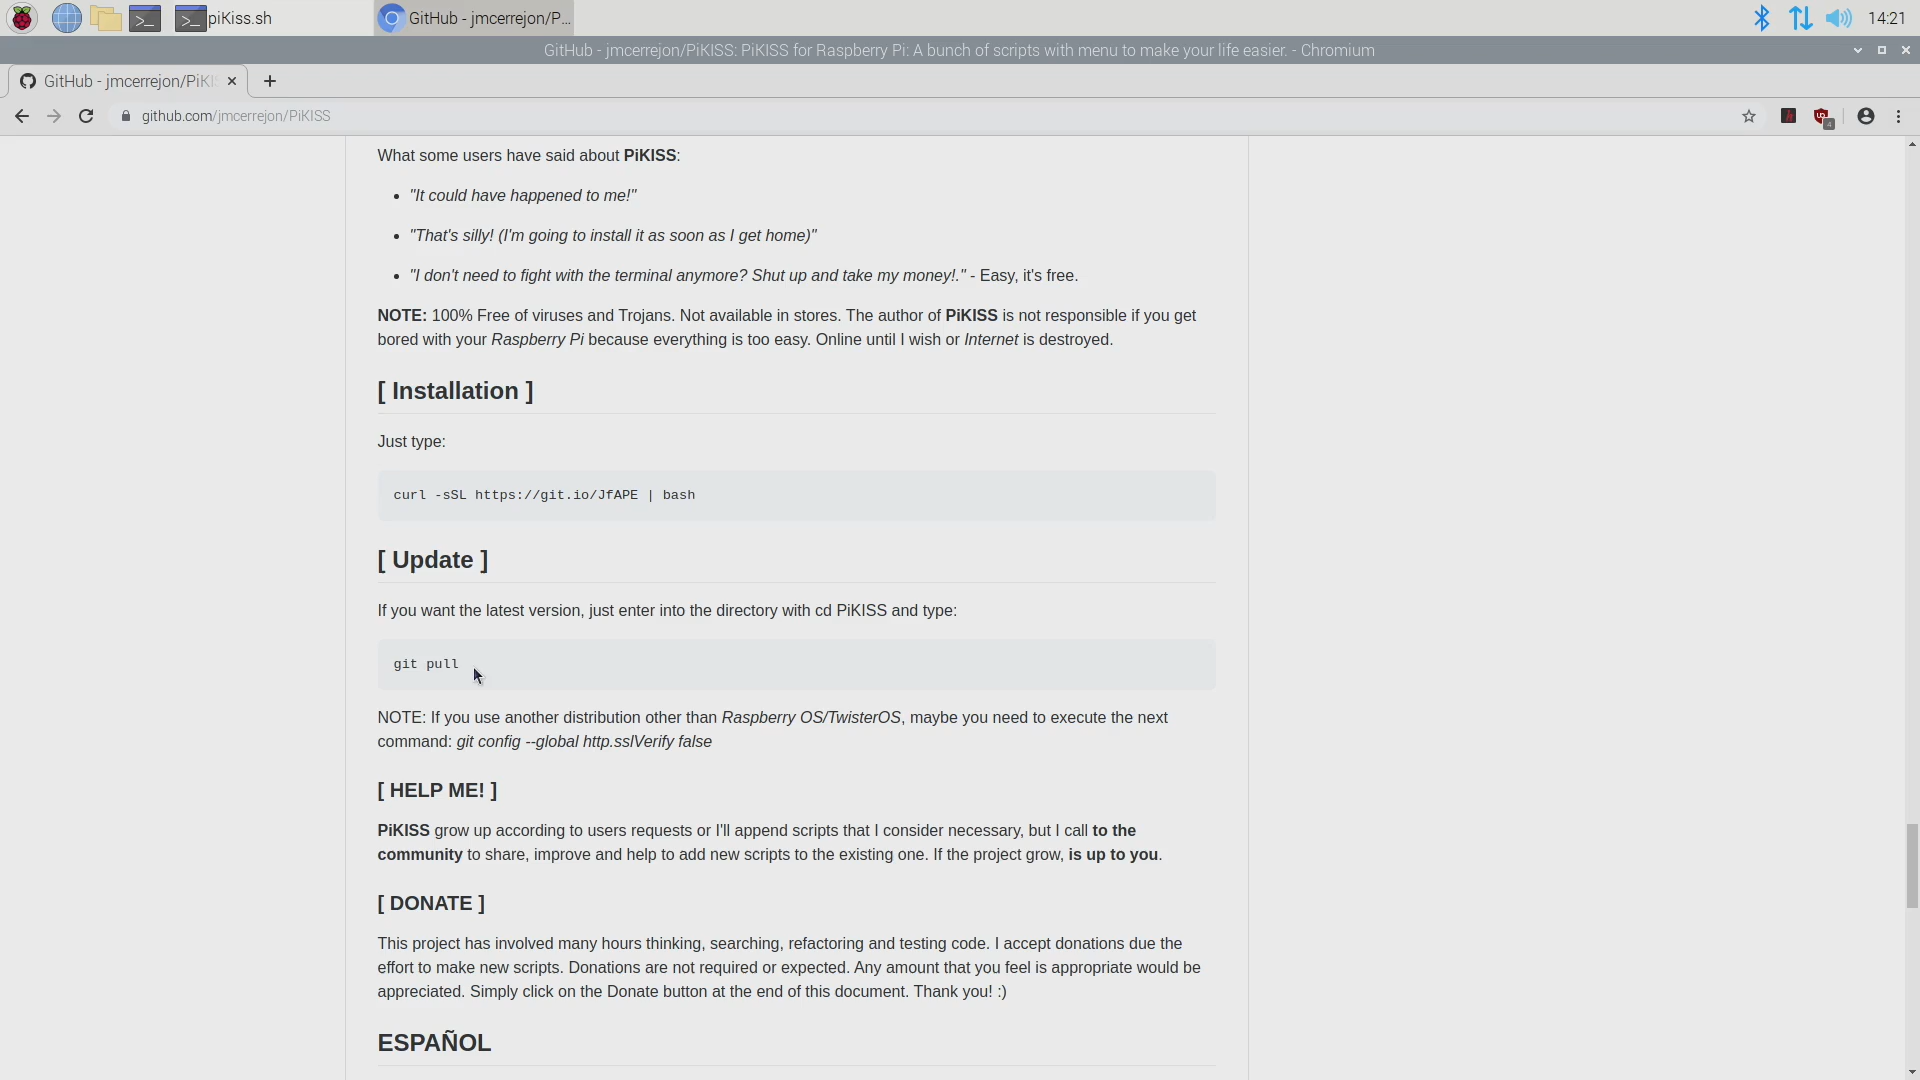 piKiss.sh
GitHub - jmcerrejon/P...
14:21
GitHub - jmcerrejon/PiKISS: PiKISS for Raspberry Pi: A bunch of scripts with menu to make your life easier. - Chromium
GitHub - jmcerrejon/PiKIS
github.com/jmcerrejon/PiKISS
4
What some users have said about PiKISS:
• "It could have happened to me!"
• "That's silly! (I'm going to install it as soon as I get home)"
• "I don't need to fight with the terminal anymore? Shut up and take my money!." - Easy, it's free.
NOTE: 100% Free of viruses and Trojans. Not available in stores. The author of PiKISS is not responsible if you get
bored with your Raspberry Pi because everything is too easy. Online until I wish or Internet is destroyed.
[ Installation ]
Just type:
curl -sSL https://git.io/JfAPE | bash
[ Update ]
If you want the latest version, just enter into the directory with cd PiKISS and type:
git pull
NOTE: If you use another distribution other than Raspberry OS/TwisterOS, maybe you need to execute the next
command: git config --global http.sslVerify false
[ HELP ME! ]
PiKISS grow up according to users requests or I'll append scripts that I consider necessary, but I call to the
community to share, improve and help to add new scripts to the existing one. If the project grow, is up to you.
[ DONATE ]
This project has involved many hours thinking, searching, refactoring and testing code. I accept donations due the
effort to make new scripts. Donations are not required or expected. Any amount that you feel is appropriate would be
appreciated. Simply click on the Donate button at the end of this document. Thank you! :)
ESPAÑOL